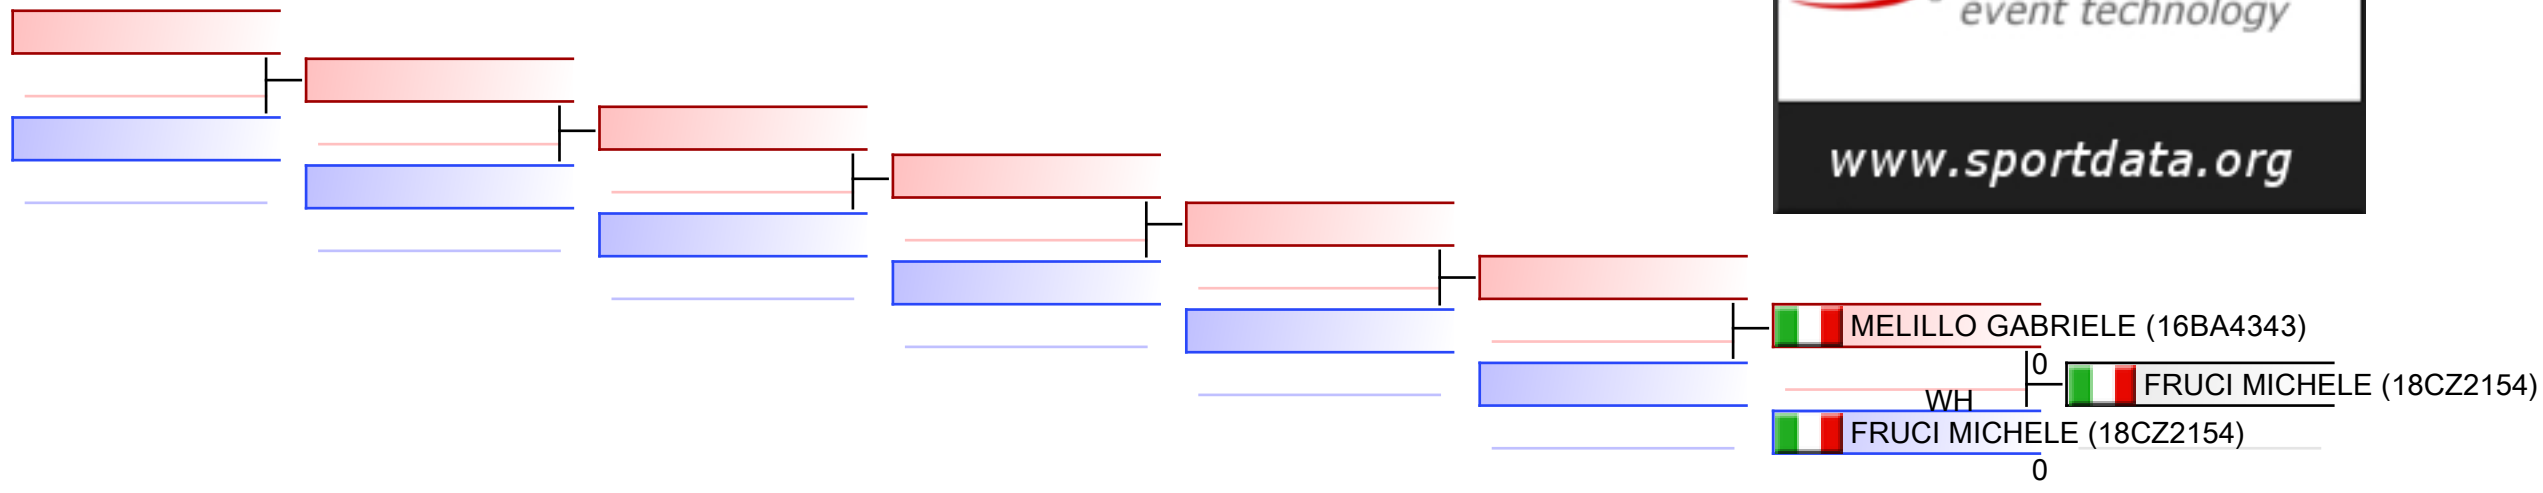 event technology
www.sportdata.org
MELILLO GABRIELE (16BA4343)
0
FRUCI MICHELE (18CZ2154)
WH
FRUCI MICHELE (18CZ2154)
0